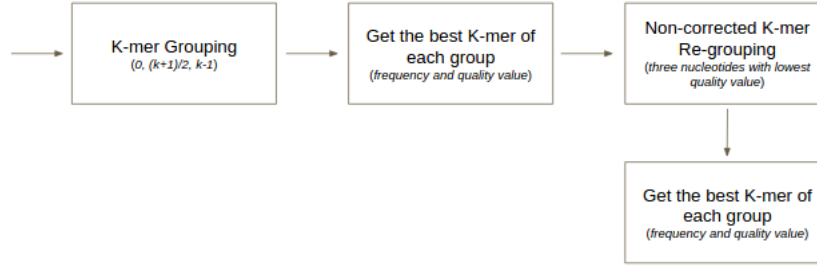 K-mer Grouping
(0, (k+1)/2, k-1)
Get the best K-mer of
each group
(frequency and quality value)
Non-corrected K-mer
Re-grouping
(three nucleotides with lowest
quality value)
Get the best K-mer of
each group
(frequency and quality value)